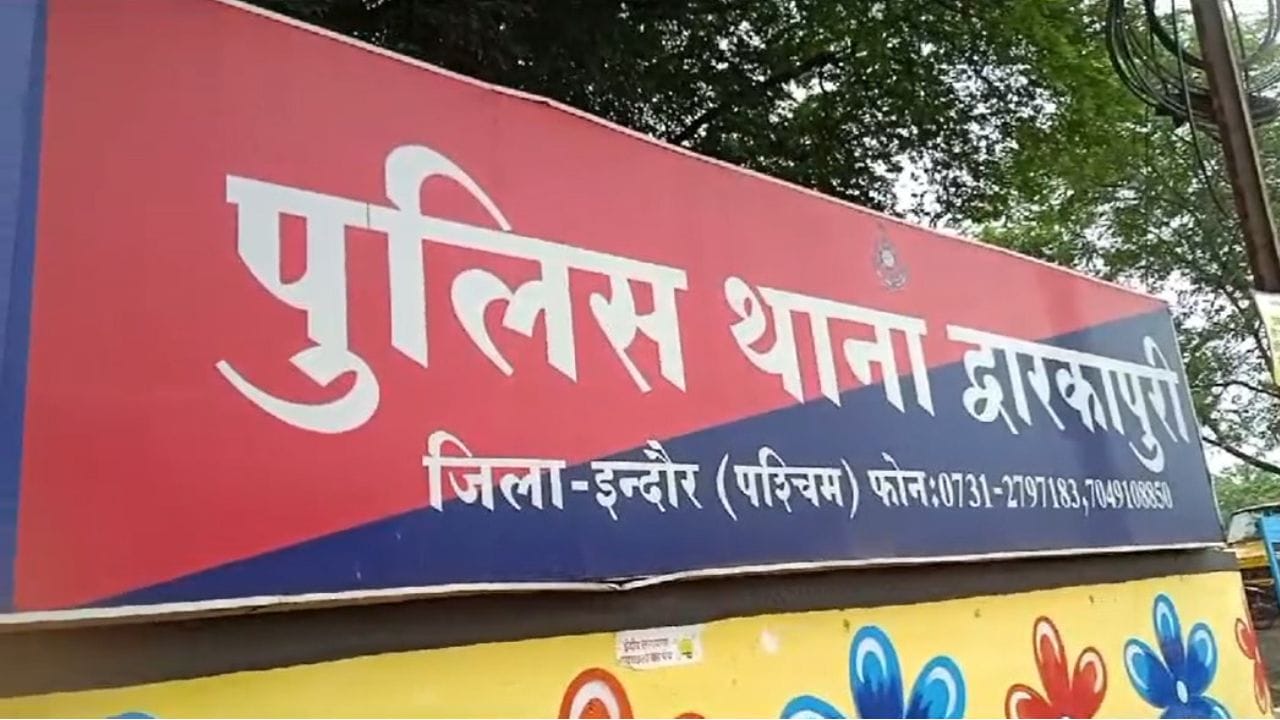 पुलिस थाना द्वारकापुरी
जिला-इन्दौर (पश्चिम) फोन:0731-2797183,7049108850